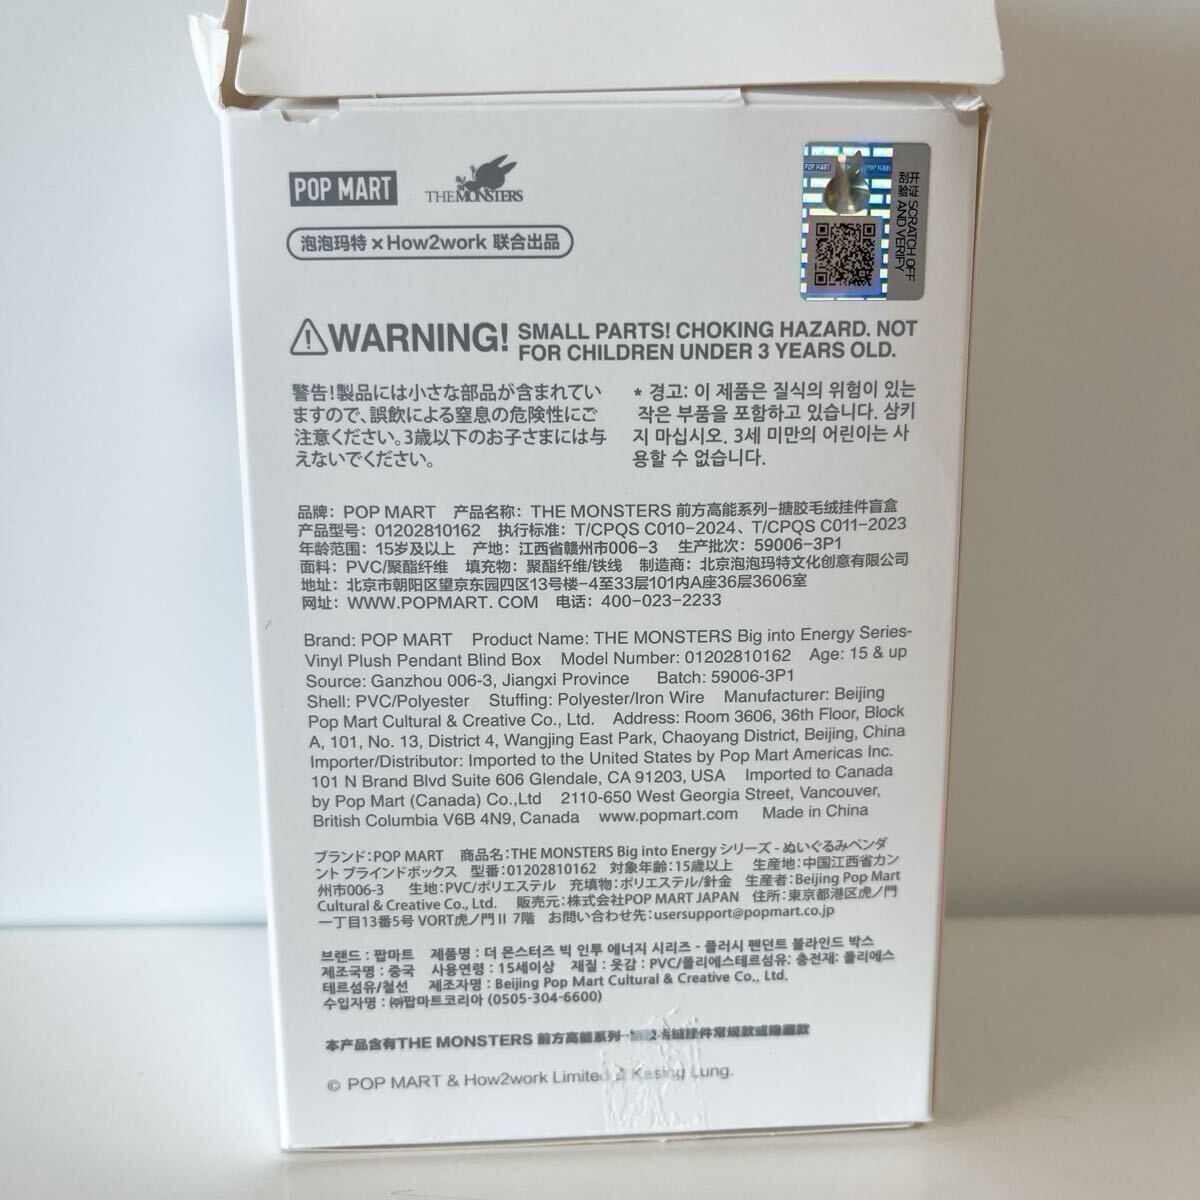 POP MART THE MONSTERS
泡泡玛特 × How2work 联合出品
POP MART POP MART
开 刮 SCRATCH OFF
AND VERIFY
WARNING! SMALL PARTS! CHOKING HAZARD. NOT
FOR CHILDREN UNDER 3 YEARS OLD.
警告!製品には小さな部品が含まれてい
ますので、誤飲による窒息の危険性にご
注意ください。3歳以下のお子さまには与
えないでください。
* 경고: 이 제품은 질식의 위험이 있는
작은 부품을 포함하고 있습니다. 삼키
지 마십시오. 3세 미만의 어린이는 사
용할 수 없습니다.
品牌: POP MART 产品名称: THE MONSTERS 前方高能系列-搪胶毛绒挂件盲盒
产品型号: 01202810162 执行标准: T/CPQS C010-2024、T/CPQS C011-2023
年龄范围: 15岁及以上 产地: 江西省赣州市006-3 生产批次: 59006-3P1
面料: PVC/聚酯纤维 填充物: 聚酯纤维/铁线 制造商: 北京泡泡玛特文化创意有限公司
地址: 北京市朝阳区望京东园四区13号楼-4至33层101内A座36层3606室
网址: WWW.POPMART. COM 电话: 400-023-2233
Brand: POP MART Product Name: THE MONSTERS Big into Energy Series-
Vinyl Plush Pendant Blind Box Model Number: 01202810162 Age: 15 & up
Source: Ganzhou 006-3, Jiangxi Province Batch: 59006-3P1
Shell: PVC/Polyester Stuffing: Polyester/Iron Wire Manufacturer: Beijing
Pop Mart Cultural & Creative Co., Ltd. Address: Room 3606, 36th Floor, Block
A, 101, No. 13, District 4, Wangjing East Park, Chaoyang District, Beijing, China
Importer/Distributor: Imported to the United States by Pop Mart Americas Inc.
101 N Brand Blvd Suite 606 Glendale, CA 91203, USA Imported to Canada
by Pop Mart (Canada) Co.,Ltd 2110-650 West Georgia Street, Vancouver,
British Columbia V6B 4N9, Canada www.popmart.com Made in China
ブランド:POP MART 商品名:THE MONSTERS Big into Energy シリーズ - ぬいぐるみペンダ
ント ブラインドボックス 型番:01202810162 対象年齢:15歳以上 生産地:中国江西省カン
州市006-3 生地:PVC/ポリエステル 充填物:ポリエステル/針金 生産者:Beijing Pop Mart
Cultural & Creative Co., Ltd. 販売元:株式会社POP MART JAPAN 住所:東京都港区虎ノ門
一丁目13番5号 VORT虎ノ門Ⅱ 7階 お問い合わせ先:usersupport@popmart.co.jp
브랜드 : 팝마트 제품명 : 더 몬스터즈 빅 인투 에너지 시리즈 - 플러시 펜던트 블라인드 박스
제조국명 : 중국 사용연령 : 15세이상 재질 : 옷감 : PVC/폴리에스테르섬유; 충전재: 폴리에스
테르섬유/철선 제조자명 : Beijing Pop Mart Cultural & Creative Co., Ltd.
수입자명 : ㈜팝마트코리아 (0505-304-6600)
本产品含有THE MONSTERS 前方高能系列-搪胶毛绒挂件常规款或隐藏款
© POP MART & How2work Limited & Kasing Lung.